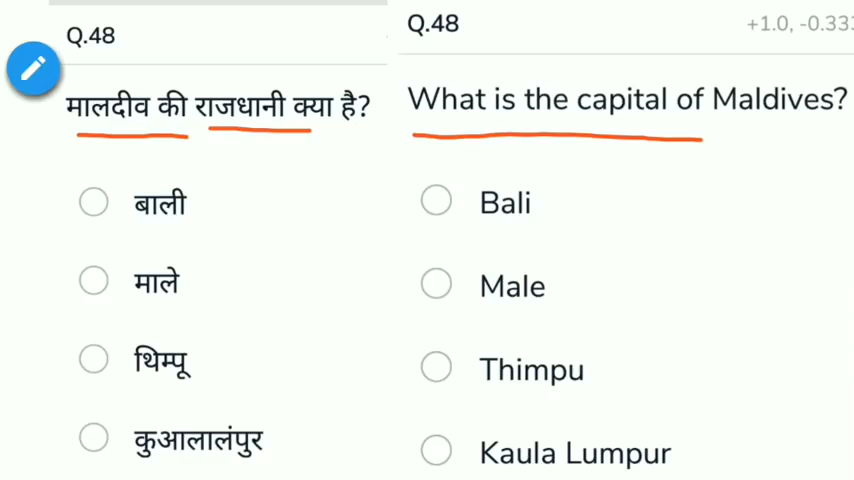 Q.48
मालदीव की राजधानी क्या है?
बाली
माले
थिम्पू
कुआलालंपुर
Q.48
+1.0, -0.333
What is the capital of Maldives?
Bali
Male
Thimpu
Kaula Lumpur